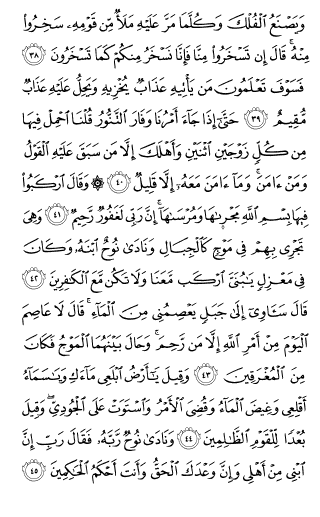 وَيَصْنَعُ ٱلْفُلْكَ وَكُلَّمَا مَرَّ عَلَيْهِ مَلَأٌ مِّن قَوْمِهِۦ سَخِرُوا۟
مِنْهُ ۚ قَالَ إِن تَسْخَرُوا۟ مِنَّا فَإِنَّا نَسْخَرُ مِنكُمْ كَمَا تَسْخَرُونَ ٣٨
فَسَوْفَ تَعْلَمُونَ مَن يَأْتِيهِ عَذَابٌ يُخْزِيهِ وَيَحِلُّ عَلَيْهِ عَذَابٌ
مُّقِيمٌ ٣٩ حَتَّىٰٓ إِذَا جَآءَ أَمْرُنَا وَفَارَ ٱلتَّنُّورُ قُلْنَا ٱحْمِلْ فِيهَا
مِن كُلٍّ زَوْجَيْنِ ٱثْنَيْنِ وَأَهْلَكَ إِلَّا مَن سَبَقَ عَلَيْهِ ٱلْقَوْلُ
وَمَنْ ءَامَنَ ۚ وَمَآ ءَامَنَ مَعَهُۥٓ إِلَّا قَلِيلٌ ٤٠ ۞ وَقَالَ ٱرْكَبُوا۟
فِيهَا بِسْمِ ٱللَّهِ مَجْر۪ىٰهَا وَمُرْسَىٰهَآ ۚ إِنَّ رَبِّى لَغَفُورٌ رَّحِيمٌ ٤١ وَهِىَ
تَجْرِى بِهِمْ فِى مَوْجٍ كَٱلْجِبَالِ وَنَادَىٰ نُوحٌ ٱبْنَهُۥ وَكَانَ
فِى مَعْزِلٍ يَـٰبُنَىَّ ٱرْكَب مَّعَنَا وَلَا تَكُن مَّعَ ٱلْكَـٰفِرِينَ ٤٢
قَالَ سَـَٔاوِىٓ إِلَىٰ جَبَلٍ يَعْصِمُنِى مِنَ ٱلْمَآءِ ۚ قَالَ لَا عَاصِمَ
ٱلْيَوْمَ مِنْ أَمْرِ ٱللَّهِ إِلَّا مَن رَّحِمَ ۚ وَحَالَ بَيْنَهُمَا ٱلْمَوْجُ فَكَانَ
مِنَ ٱلْمُغْرَقِينَ ٤٣ وَقِيلَ يَـٰٓأَرْضُ ٱبْلَعِى مَآءَكِ وَيَـٰسَمَآءُ
أَقْلِعِى وَغِيضَ ٱلْمَآءُ وَقُضِىَ ٱلْأَمْرُ وَٱسْتَوَتْ عَلَى ٱلْجُودِىِّ ۖ وَقِيلَ
بُعْدًا لِّلْقَوْمِ ٱلظَّـٰلِمِينَ ٤٤ وَنَادَىٰ نُوحٌ رَّبَّهُۥ فَقَالَ رَبِّ إِنَّ
ٱبْنِى مِنْ أَهْلِى وَإِنَّ وَعْدَكَ ٱلْحَقُّ وَأَنتَ أَحْكَمُ ٱلْحَـٰكِمِينَ ٤٥